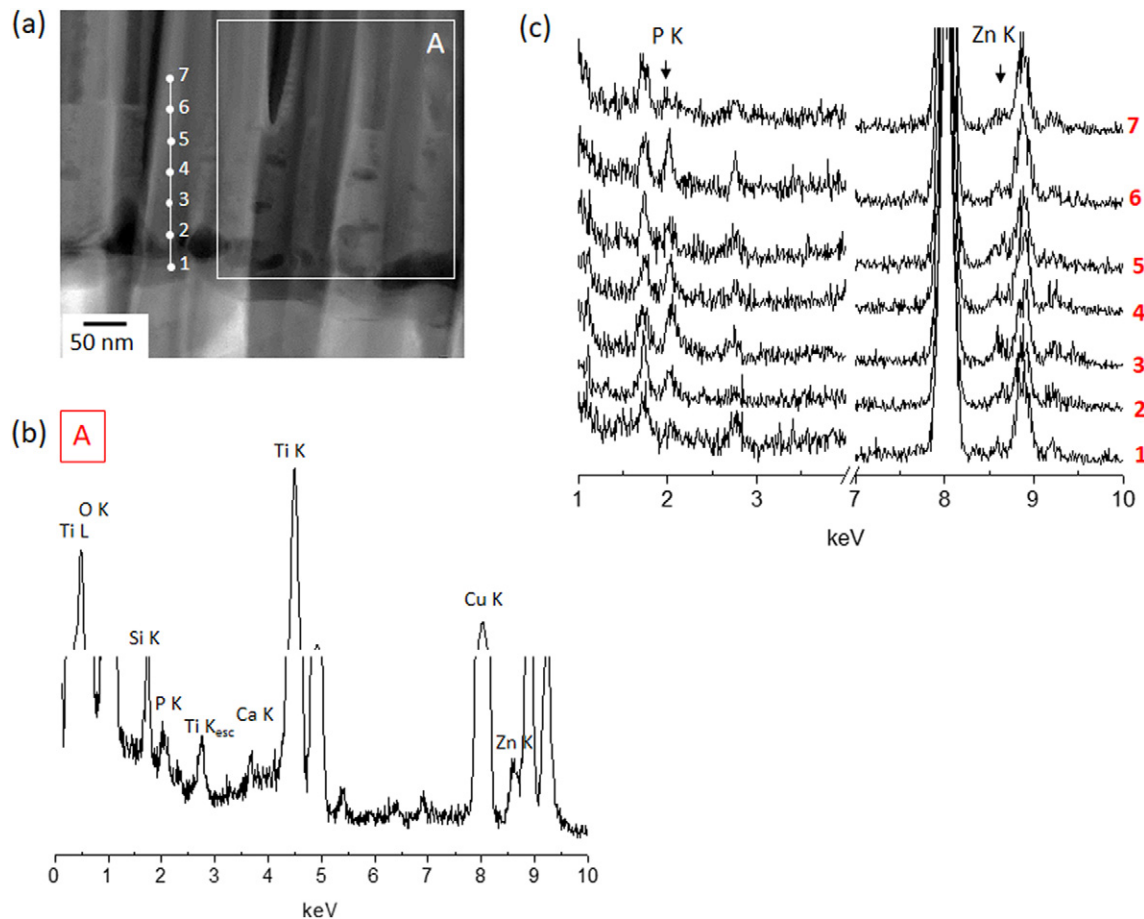 (a)
A
7
6
5
4
3
2
1
50 nm
(b)
A
Ti K
O K
Ti L
Cu K
Si K
P K
Ti Kesc
Ca K
Zn K
0 1 2 3 4 5 6 7 8 9 10
keV
(c)
P K
Zn K
7
6
5
4
3
2
1
1 2 3 7 8 9 10
keV